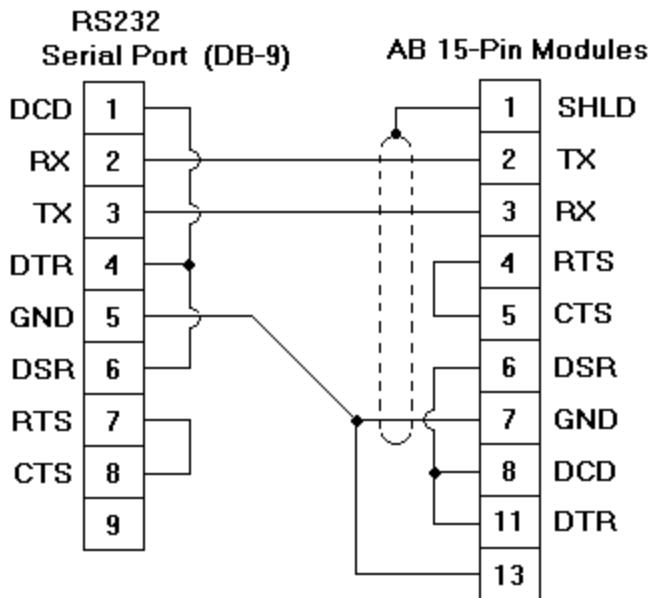 RS232
Serial Port (DB-9)
AB 15-Pin Modules
DCD 1
RX 2
TX 3
DTR 4
GND 5
DSR 6
RTS 7
CTS 8
9
1 SHLD
2 TX
3 RX
4 RTS
5 CTS
6 DSR
7 GND
8 DCD
11 DTR
13